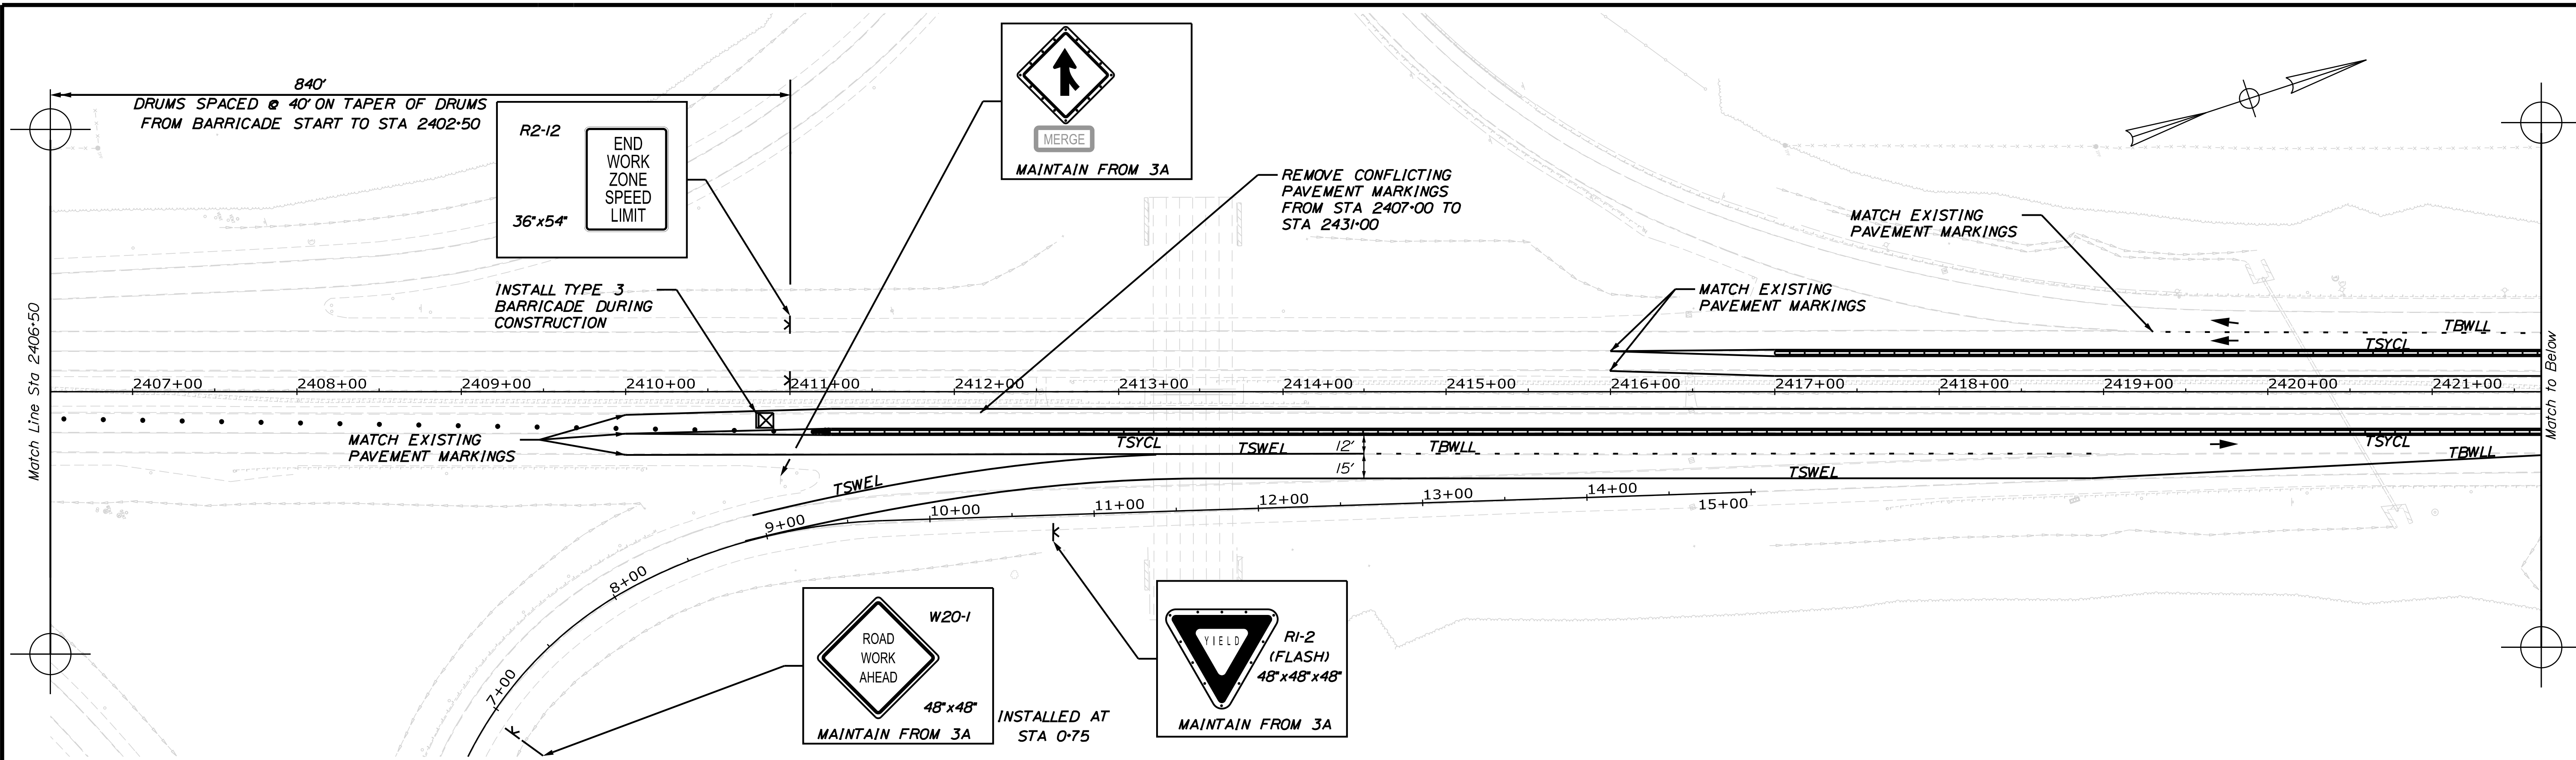 840'
DRUMS SPACED @ 40' ON TAPER OF DRUMS
FROM BARRICADE START TO STA 2402+50
R2-12
END
WORK
ZONE
SPEED
LIMIT
36"x54"
MERGE
MAINTAIN FROM 3A
REMOVE CONFLICTING
PAVEMENT MARKINGS
FROM STA 2407+00 TO
STA 2431+00
MATCH EXISTING
PAVEMENT MARKINGS
INSTALL TYPE 3
BARRICADE DURING
CONSTRUCTION
MATCH EXISTING
PAVEMENT MARKINGS
TBWLL
TSYCL
Match Line Sta 2406+50
Match to Below
2407+00 2408+00 2409+00 2410+00 2411+00 2412+00 2413+00 2414+00 2415+00 2416+00 2417+00 2418+00 2419+00 2420+00 2421+00
MATCH EXISTING
PAVEMENT MARKINGS
TSYCL
TSWEL
12'
TBWLL
TSYCL
TBWLL
15'
TSWEL
TSWEL
7+00 8+00 9+00 10+00 11+00 12+00 13+00 14+00 15+00
ROAD
WORK
AHEAD
W20-1
48"x48"
MAINTAIN FROM 3A
INSTALLED AT
STA 0+75
YIELD
R1-2
(FLASH)
48"x48"x48"
MAINTAIN FROM 3A